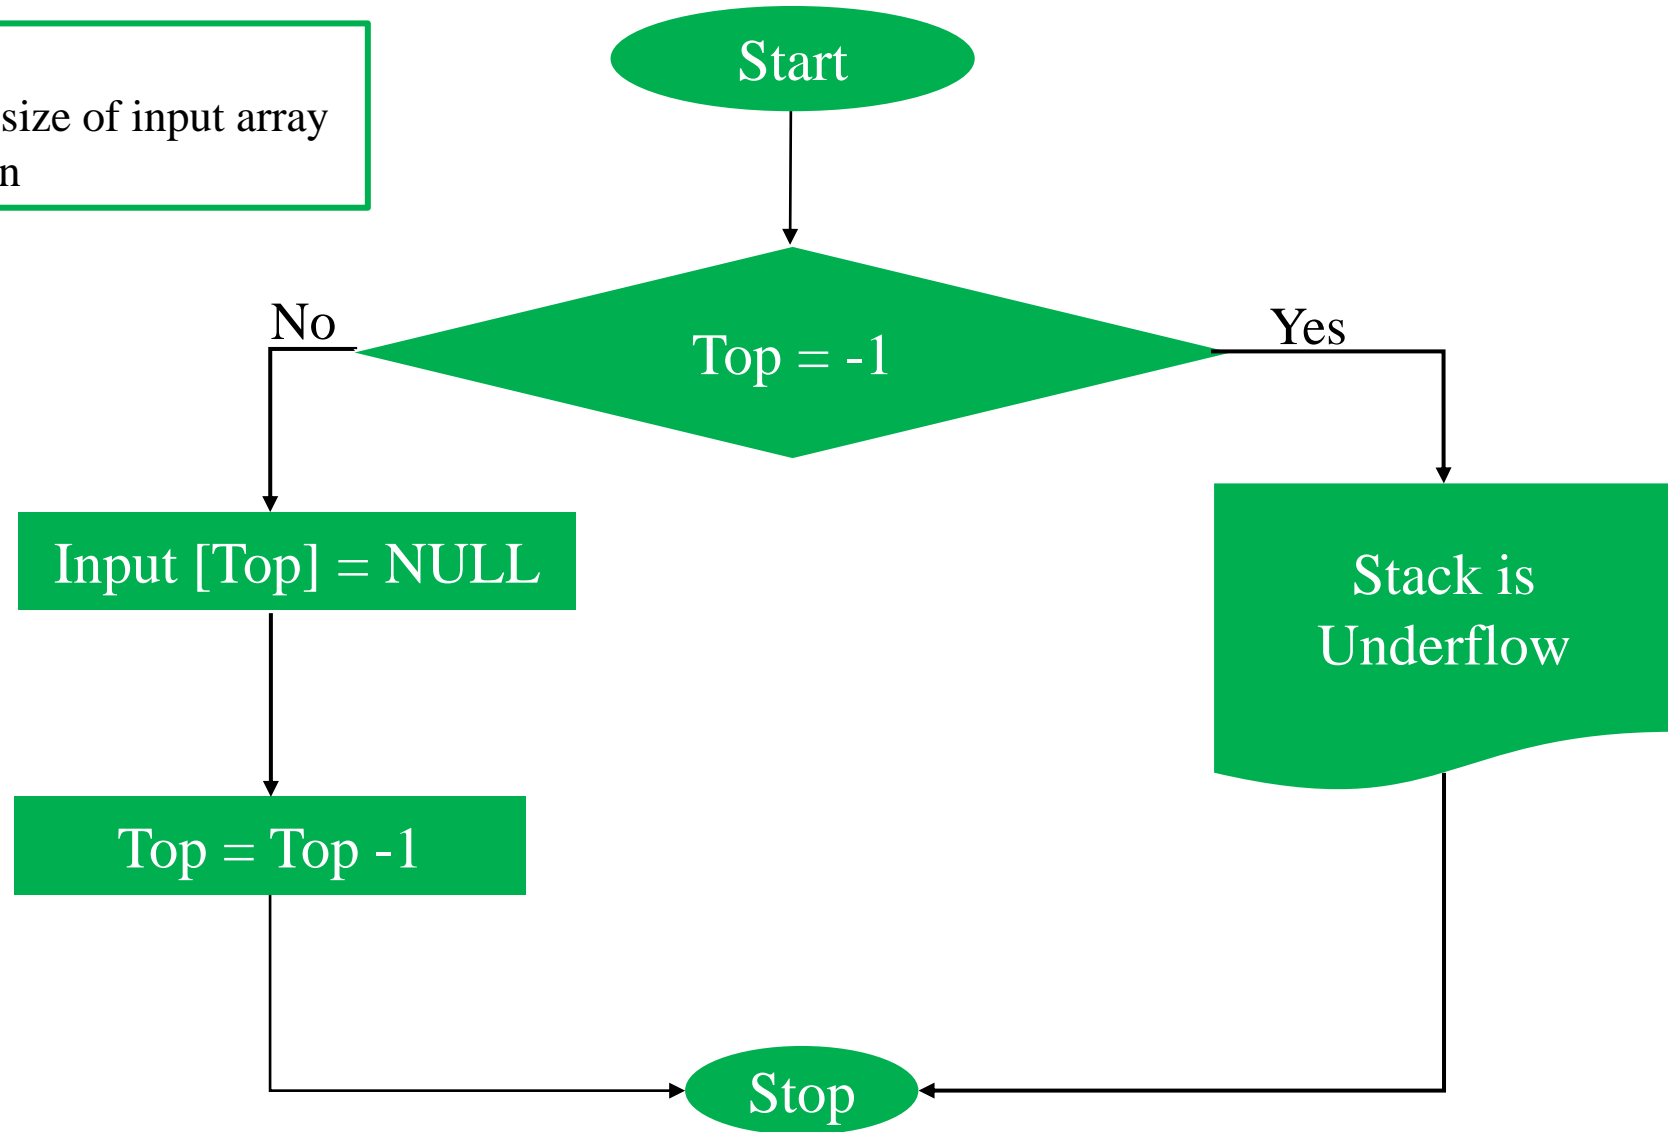 size of input array
n
Start
No
Top = -1
Yes
Input [Top] = NULL
Stack is
Underflow
Top = Top -1
Stop